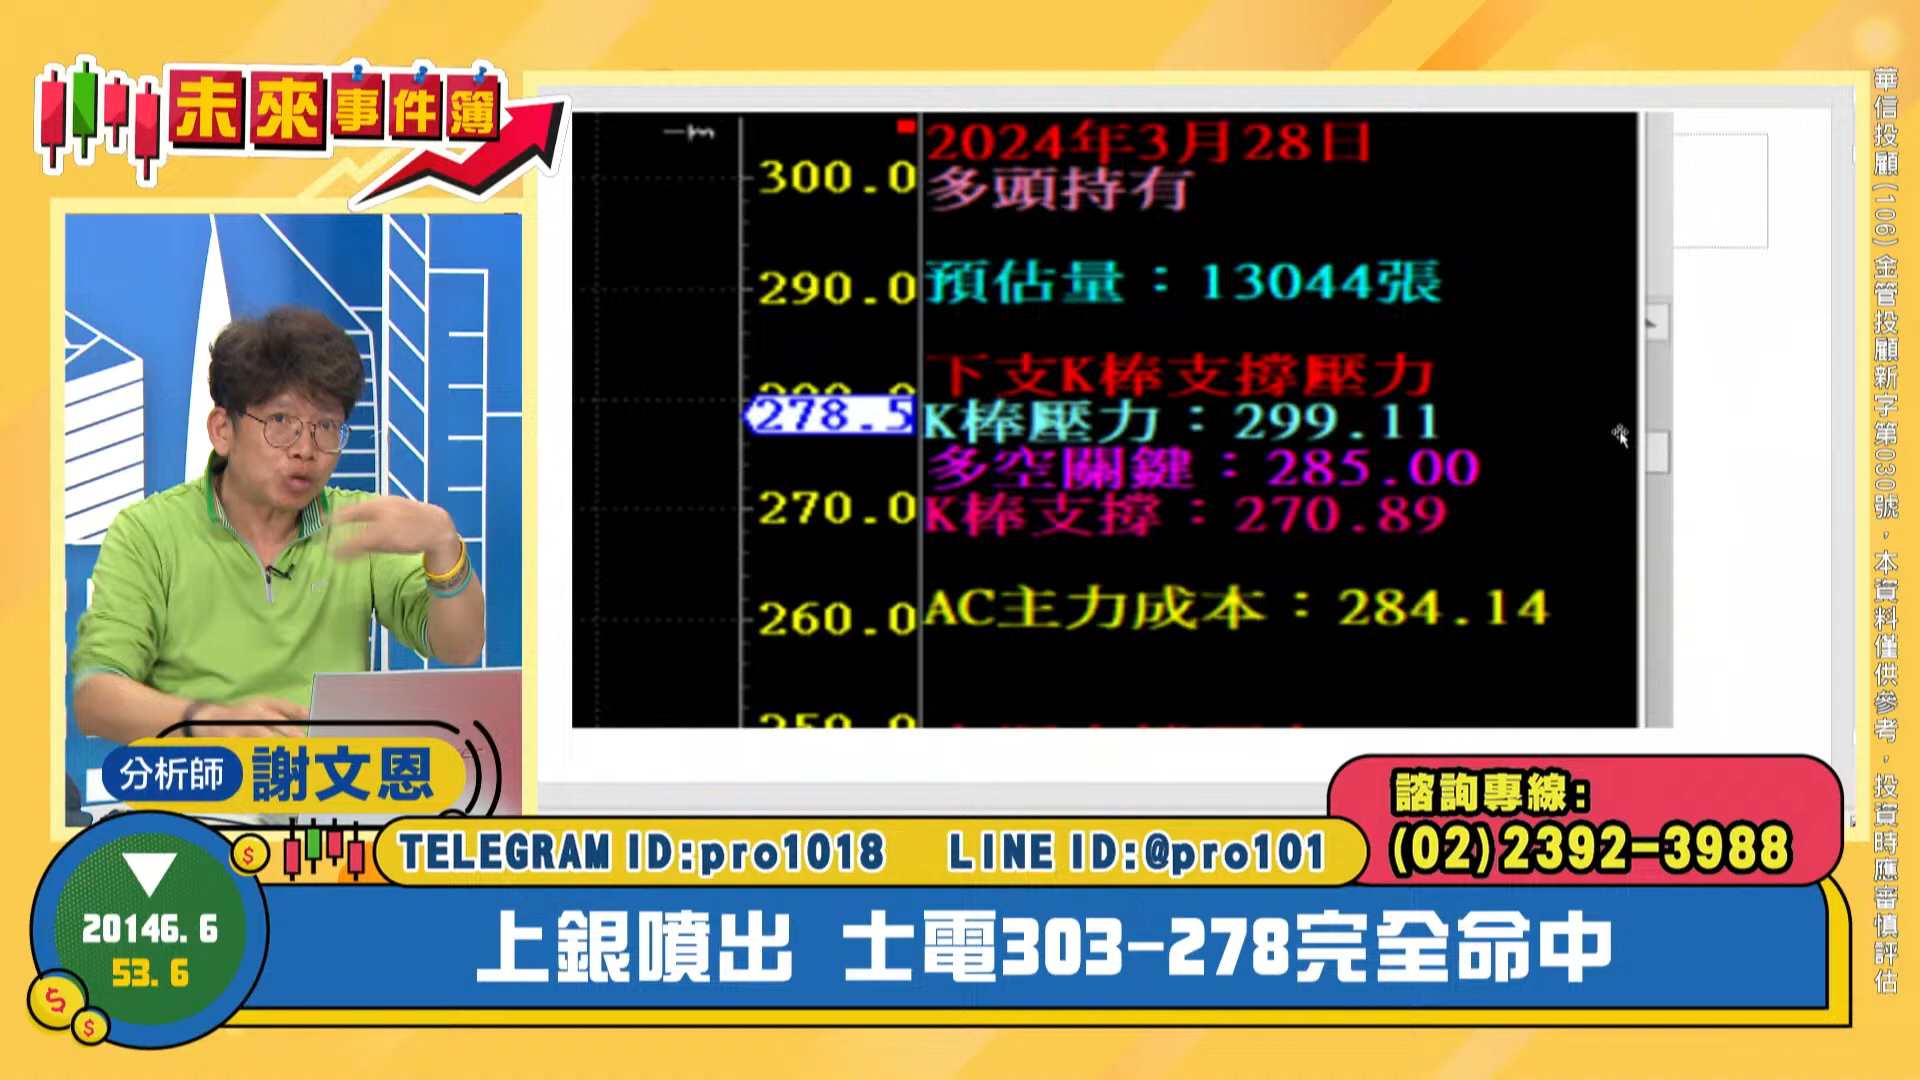 未來事件簿
300.0
290.0
278.5
270.0
260.0
2024年3月28日
多頭持有
預估量：13044張
下支K棒支撐壓力
K棒壓力：299.11
多空關鍵：285.00
K棒支撐：270.89
AC主力成本：284.14
分析師 謝文恩
諮詢專線:
(02)2392-3988
TELEGRAM ID:pro1018 LINE ID:@pro101
20146.6
53.6
上銀噴出 士電303-278完全命中
華信投顧(106)金管投顧新字第030號，本資料僅供參考，投資時應審慎評估